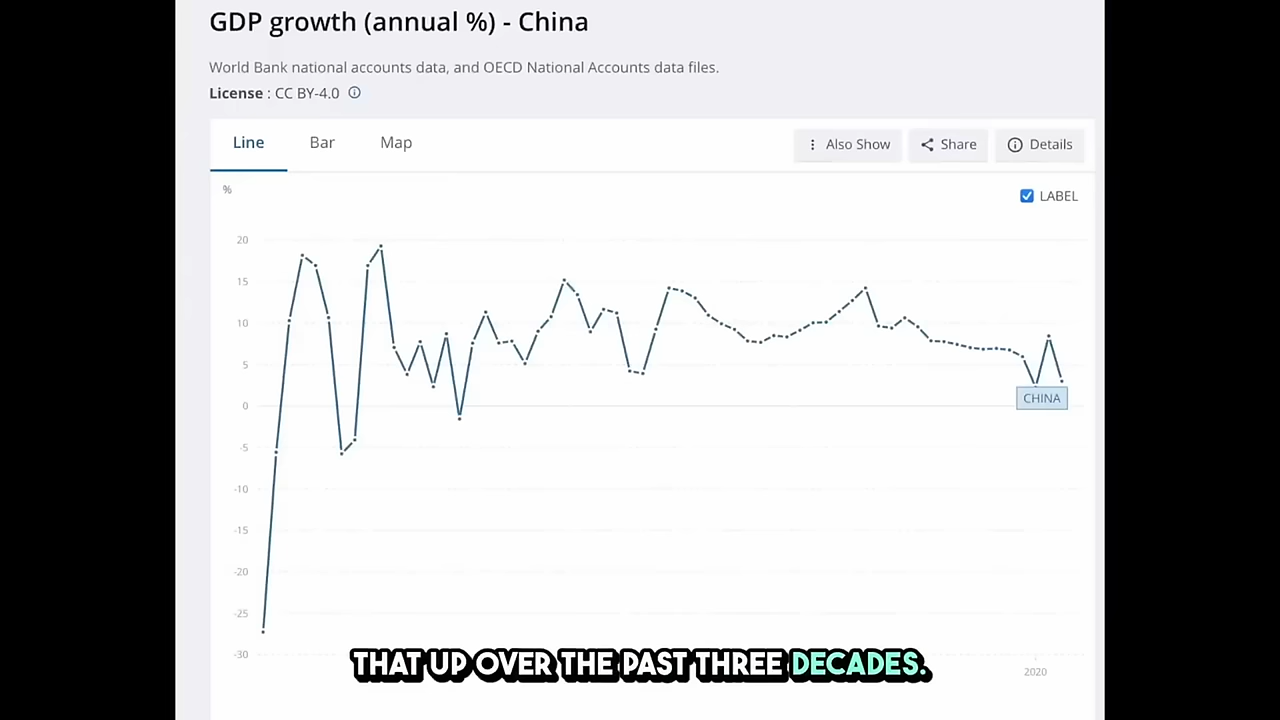 GDP growth (annual %) - China
World Bank national accounts data, and OECD National Accounts data files.
License : CC BY-4.0
Line Bar Map Also Show Share Details
%
LABEL
20
15
10
5
0
-5
-10
-15
-20
-25
-30
CHINA
2020
THAT UP OVER THE PAST THREE DECADES.